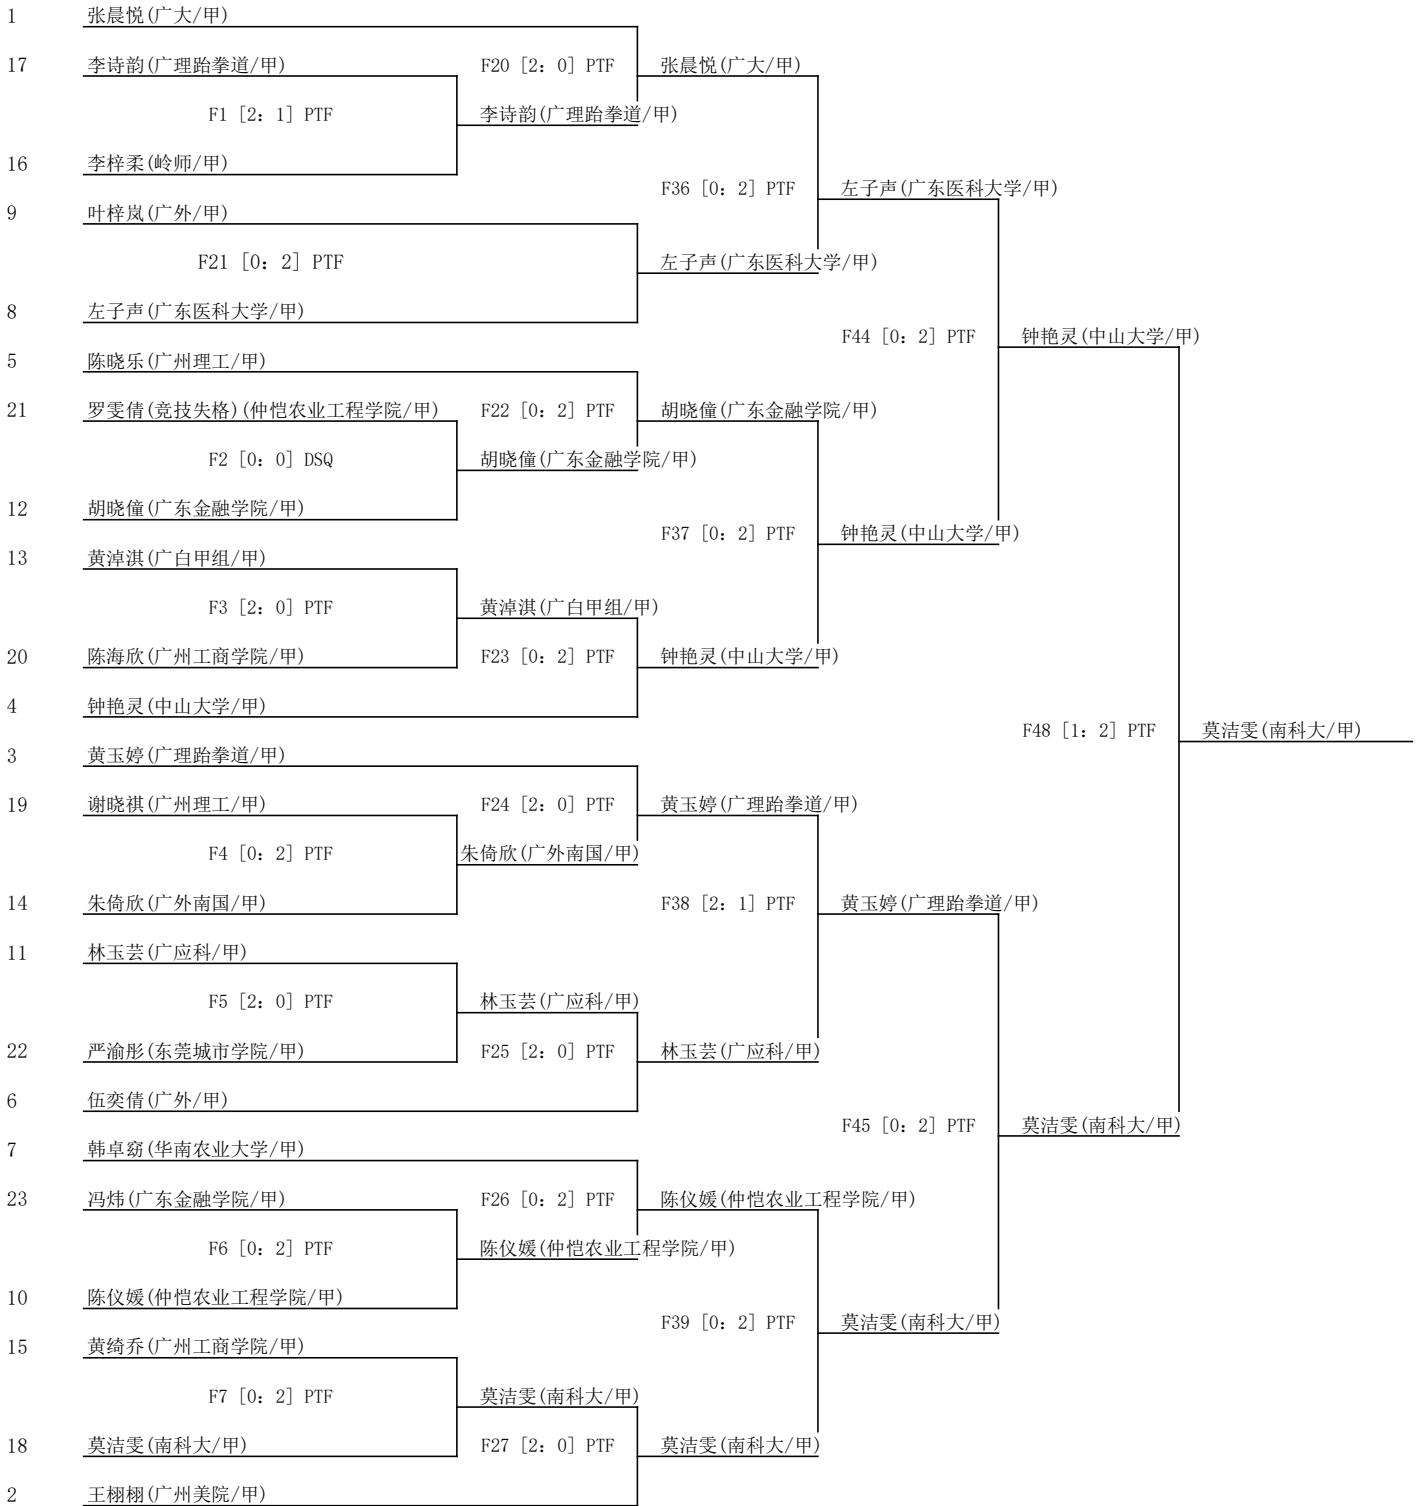 1 张晨悦(广大/甲)
17 李诗韵(广理跆拳道/甲) F20 [2: 0] PTF 张晨悦(广大/甲)
F1 [2: 1] PTF 李诗韵(广理跆拳道/甲)
16 李梓柔(岭师/甲)
F36 [0: 2] PTF 左子声(广东医科大学/甲)
9 叶梓岚(广外/甲)
F21 [0: 2] PTF 左子声(广东医科大学/甲)
8 左子声(广东医科大学/甲)
F44 [0: 2] PTF 钟艳灵(中山大学/甲)
5 陈晓乐(广州理工/甲)
21 罗雯倩(竞技失格)(仲恺农业工程学院/甲) F22 [0: 2] PTF 胡晓僮(广东金融学院/甲)
F2 [0: 0] DSQ 胡晓僮(广东金融学院/甲)
12 胡晓僮(广东金融学院/甲)
F37 [0: 2] PTF 钟艳灵(中山大学/甲)
13 黄淖淇(广白甲组/甲)
F3 [2: 0] PTF 黄淖淇(广白甲组/甲)
20 陈海欣(广州工商学院/甲) F23 [0: 2] PTF 钟艳灵(中山大学/甲)
4 钟艳灵(中山大学/甲)
F48 [1: 2] PTF 莫洁雯(南科大/甲)
3 黄玉婷(广理跆拳道/甲)
19 谢晓祺(广州理工/甲) F24 [2: 0] PTF 黄玉婷(广理跆拳道/甲)
F4 [0: 2] PTF 朱倚欣(广外南国/甲)
14 朱倚欣(广外南国/甲) F38 [2: 1] PTF 黄玉婷(广理跆拳道/甲)
11 林玉芸(广应科/甲)
F5 [2: 0] PTF 林玉芸(广应科/甲)
22 严渝彤(东莞城市学院/甲) F25 [2: 0] PTF 林玉芸(广应科/甲)
6 伍奕倩(广外/甲)
F45 [0: 2] PTF 莫洁雯(南科大/甲)
7 韩卓窈(华南农业大学/甲)
23 冯炜(广东金融学院/甲) F26 [0: 2] PTF 陈仪媛(仲恺农业工程学院/甲)
F6 [0: 2] PTF 陈仪媛(仲恺农业工程学院/甲)
10 陈仪媛(仲恺农业工程学院/甲)
F39 [0: 2] PTF 莫洁雯(南科大/甲)
15 黄绮乔(广州工商学院/甲)
F7 [0: 2] PTF 莫洁雯(南科大/甲)
18 莫洁雯(南科大/甲) F27 [2: 0] PTF 莫洁雯(南科大/甲)
2 王栩栩(广州美院/甲)